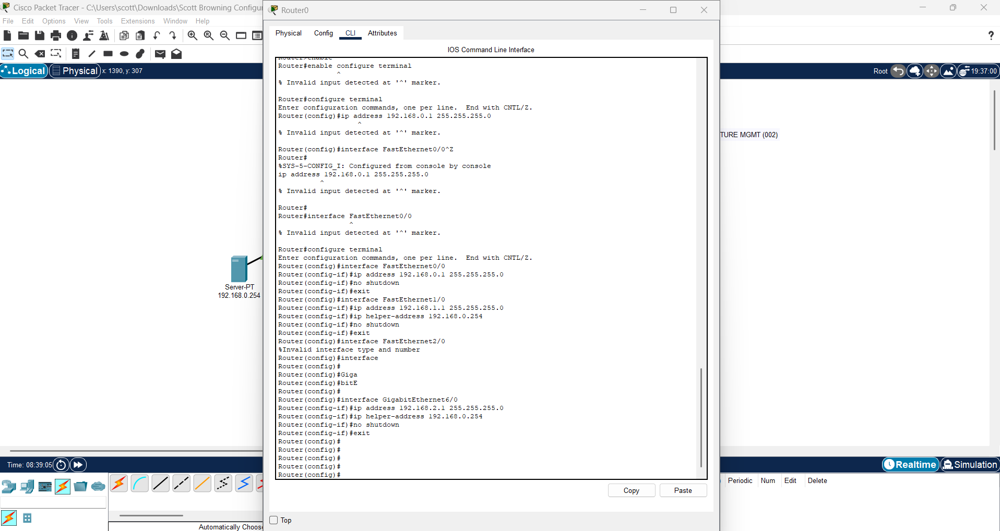 Cisco Packet Tracer - C:\Users\scott\Downloads\Scott Browning Configu
Router0
File Edit Options View Tools Extensions Window Help
Physical Config CLI Attributes
IOS Command Line Interface
Logical Physical x: 1390, y: 307
Root 19:37:00
Router>enable
Router#enable configure terminal
^
% Invalid input detected at '^' marker.
Router#configure terminal
Enter configuration commands, one per line. End with CNTL/Z.
Router(config)#ip address 192.168.0.1 255.255.255.0
^
% Invalid input detected at '^' marker.
Router(config)#interface FastEthernet0/0^Z
Router#
%SYS-5-CONFIG_I: Configured from console by console
ip address 192.168.0.1 255.255.255.0
^
% Invalid input detected at '^' marker.
Router#
Router#interface FastEthernet0/0
^
% Invalid input detected at '^' marker.
Router#configure terminal
Enter configuration commands, one per line. End with CNTL/Z.
Router(config)#interface FastEthernet0/0
Router(config-if)#ip address 192.168.0.1 255.255.255.0
Router(config-if)#no shutdown
Router(config-if)#exit
Router(config)#interface FastEthernet1/0
Router(config-if)#ip address 192.168.1.1 255.255.255.0
Router(config-if)#ip helper-address 192.168.0.254
Router(config-if)#no shutdown
Router(config-if)#exit
Router(config)#interface FastEthernet2/0
%Invalid interface type and number
Router(config)#interface
Router(config)#
Router(config)#Giga
Router(config)#bitE
Router(config)#
Router(config)#interface GigabitEthernet6/0
Router(config-if)#ip address 192.168.2.1 255.255.255.0
Router(config-if)#ip helper-address 192.168.0.254
Router(config-if)#no shutdown
Router(config-if)#exit
Router(config)#
Router(config)#
Router(config)#
Router(config)#
Router(config)#
Copy Paste
Top
TURE MGMT (002)
Server-PT
192.168.0.254
Time: 08:39:05
Realtime Simulation
Periodic Num Edit Delete
Automatically Choos